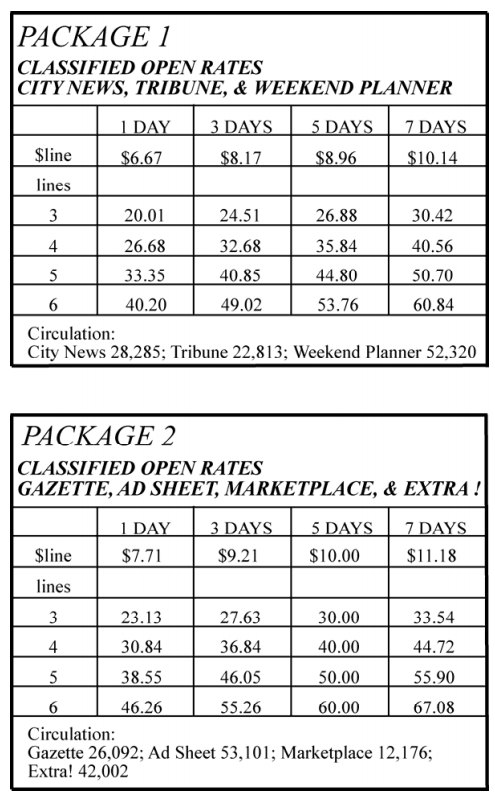 PACKAGE 1
CLASSIFIED OPEN RATES
CITY NEWS, TRIBUNE, & WEEKEND PLANNER
1 DAY 3 DAYS 5 DAYS 7 DAYS
$line $6.67 $8.17 $8.96 $10.14
lines
3 20.01 24.51 26.88 30.42
4 26.68 32.68 35.84 40.56
5 33.35 40.85 44.80 50.70
6 40.20 49.02 53.76 60.84
Circulation:
City News 28,285; Tribune 22,813; Weekend Planner 52,320
PACKAGE 2
CLASSIFIED OPEN RATES
GAZETTE, AD SHEET, MARKETPLACE, & EXTRA !
1 DAY 3 DAYS 5 DAYS 7 DAYS
$line $7.71 $9.21 $10.00 $11.18
lines
3 23.13 27.63 30.00 33.54
4 30.84 36.84 40.00 44.72
5 38.55 46.05 50.00 55.90
6 46.26 55.26 60.00 67.08
Circulation:
Gazette 26,092; Ad Sheet 53,101; Marketplace 12,176;
Extra! 42,002